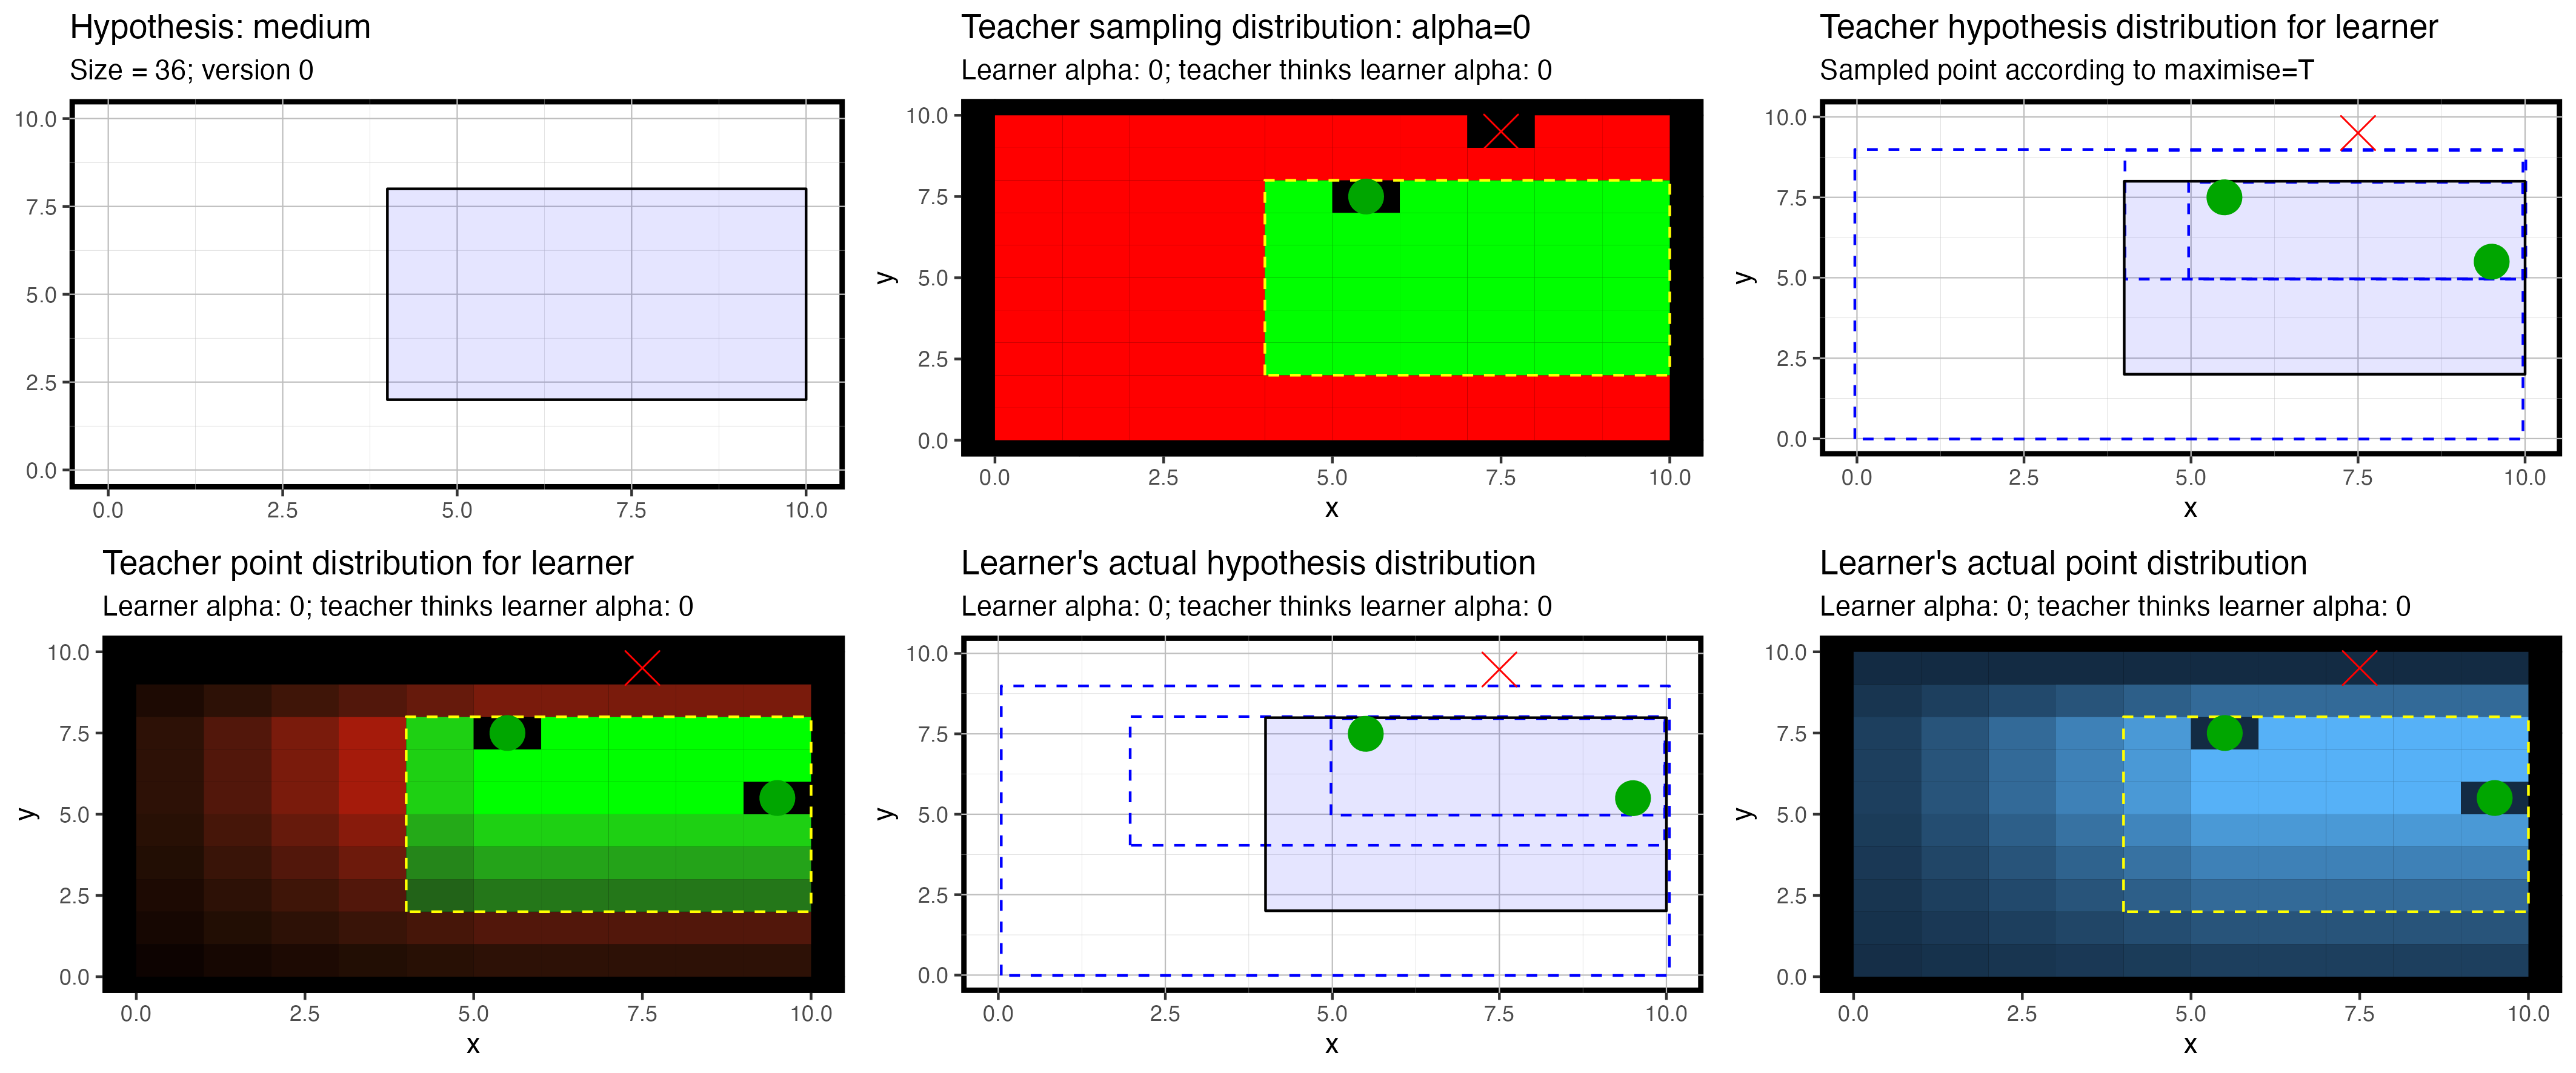 Hypothesis: medium
Size = 36; version 0
10.0
7.5
5.0
2.5
0.0
0.0 2.5 5.0 7.5 10.0
Teacher sampling distribution: alpha=0
Learner alpha: 0; teacher thinks learner alpha: 0
y
10.0
7.5
5.0
2.5
0.0
0.0 2.5 5.0 7.5 10.0
x
Teacher hypothesis distribution for learner
Sampled point according to maximise=T
y
10.0
7.5
5.0
2.5
0.0
0.0 2.5 5.0 7.5 10.0
x
Teacher point distribution for learner
Learner alpha: 0; teacher thinks learner alpha: 0
y
10.0
7.5
5.0
2.5
0.0
0.0 2.5 5.0 7.5 10.0
x
Learner's actual hypothesis distribution
Learner alpha: 0; teacher thinks learner alpha: 0
y
10.0
7.5
5.0
2.5
0.0
0.0 2.5 5.0 7.5 10.0
x
Learner's actual point distribution
Learner alpha: 0; teacher thinks learner alpha: 0
y
10.0
7.5
5.0
2.5
0.0
0.0 2.5 5.0 7.5 10.0
x